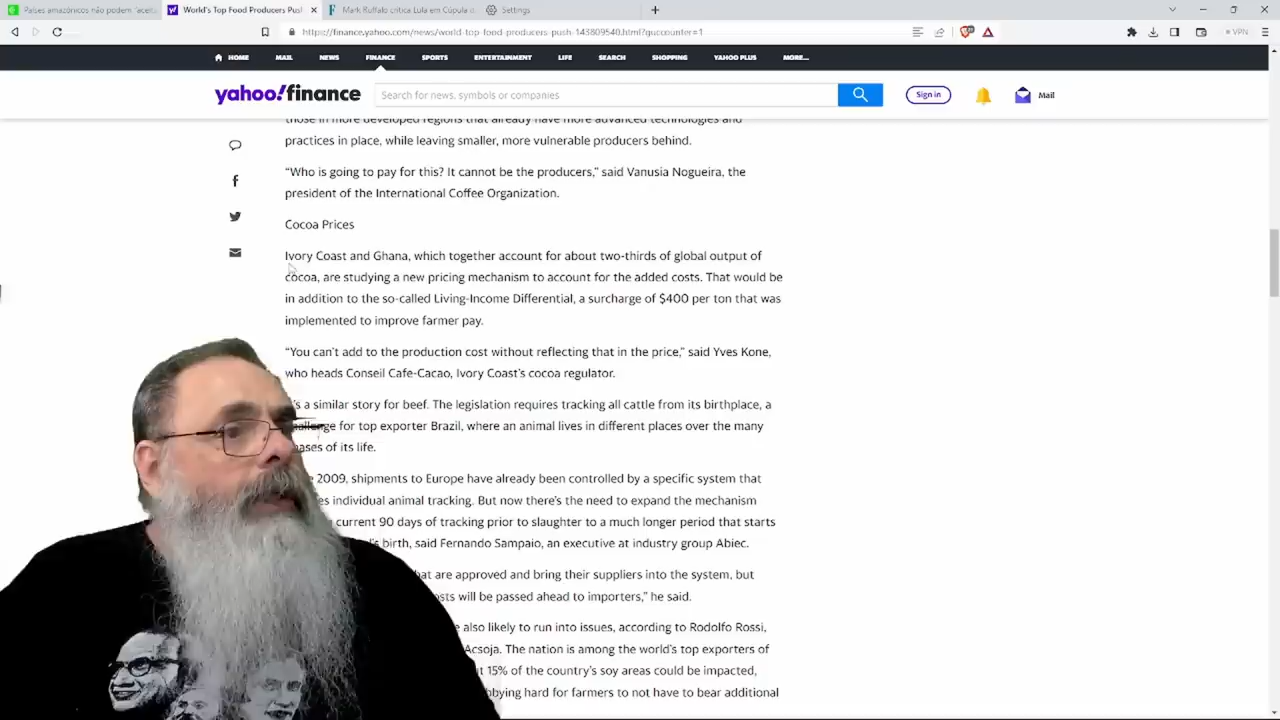 Países amazônicos não podem 'aceita
World's Top Food Producers Push
Mark Ruffalo critica Lula em Cúpula d
Settings
https://finance.yahoo.com/news/world-top-food-producers-push-143809540.html?guccounter=1
VPN
HOME
MAIL
NEWS
FINANCE
SPORTS
ENTERTAINMENT
LIFE
SEARCH
SHOPPING
YAHOO PLUS
MORE...
yahoo!finance
Search for news, symbols or companies
Sign in
Mail
those in more developed regions that already have more advanced technologies and
practices in place, while leaving smaller, more vulnerable producers behind.
“Who is going to pay for this? It cannot be the producers,” said Vanusia Nogueira, the
president of the International Coffee Organization.
Cocoa Prices
Ivory Coast and Ghana, which together account for about two-thirds of global output of
cocoa, are studying a new pricing mechanism to account for the added costs. That would be
in addition to the so-called Living-Income Differential, a surcharge of $400 per ton that was
implemented to improve farmer pay.
“You can’t add to the production cost without reflecting that in the price,” said Yves Kone,
who heads Conseil Cafe-Cacao, Ivory Coast’s cocoa regulator.
’s a similar story for beef. The legislation requires tracking all cattle from its birthplace, a
challenge for top exporter Brazil, where an animal lives in different places over the many
phases of its life.
2009, shipments to Europe have already been controlled by a specific system that
individual animal tracking. But now there’s the need to expand the mechanism
current 90 days of tracking prior to slaughter to a much longer period that starts
birth, said Fernando Sampaio, an executive at industry group Abiec.
that are approved and bring their suppliers into the system, but
costs will be passed ahead to importers,” he said.
also likely to run into issues, according to Rodolfo Rossi,
Acsoja. The nation is among the world’s top exporters of
15% of the country’s soy areas could be impacted,
hard for farmers to not have to bear additional